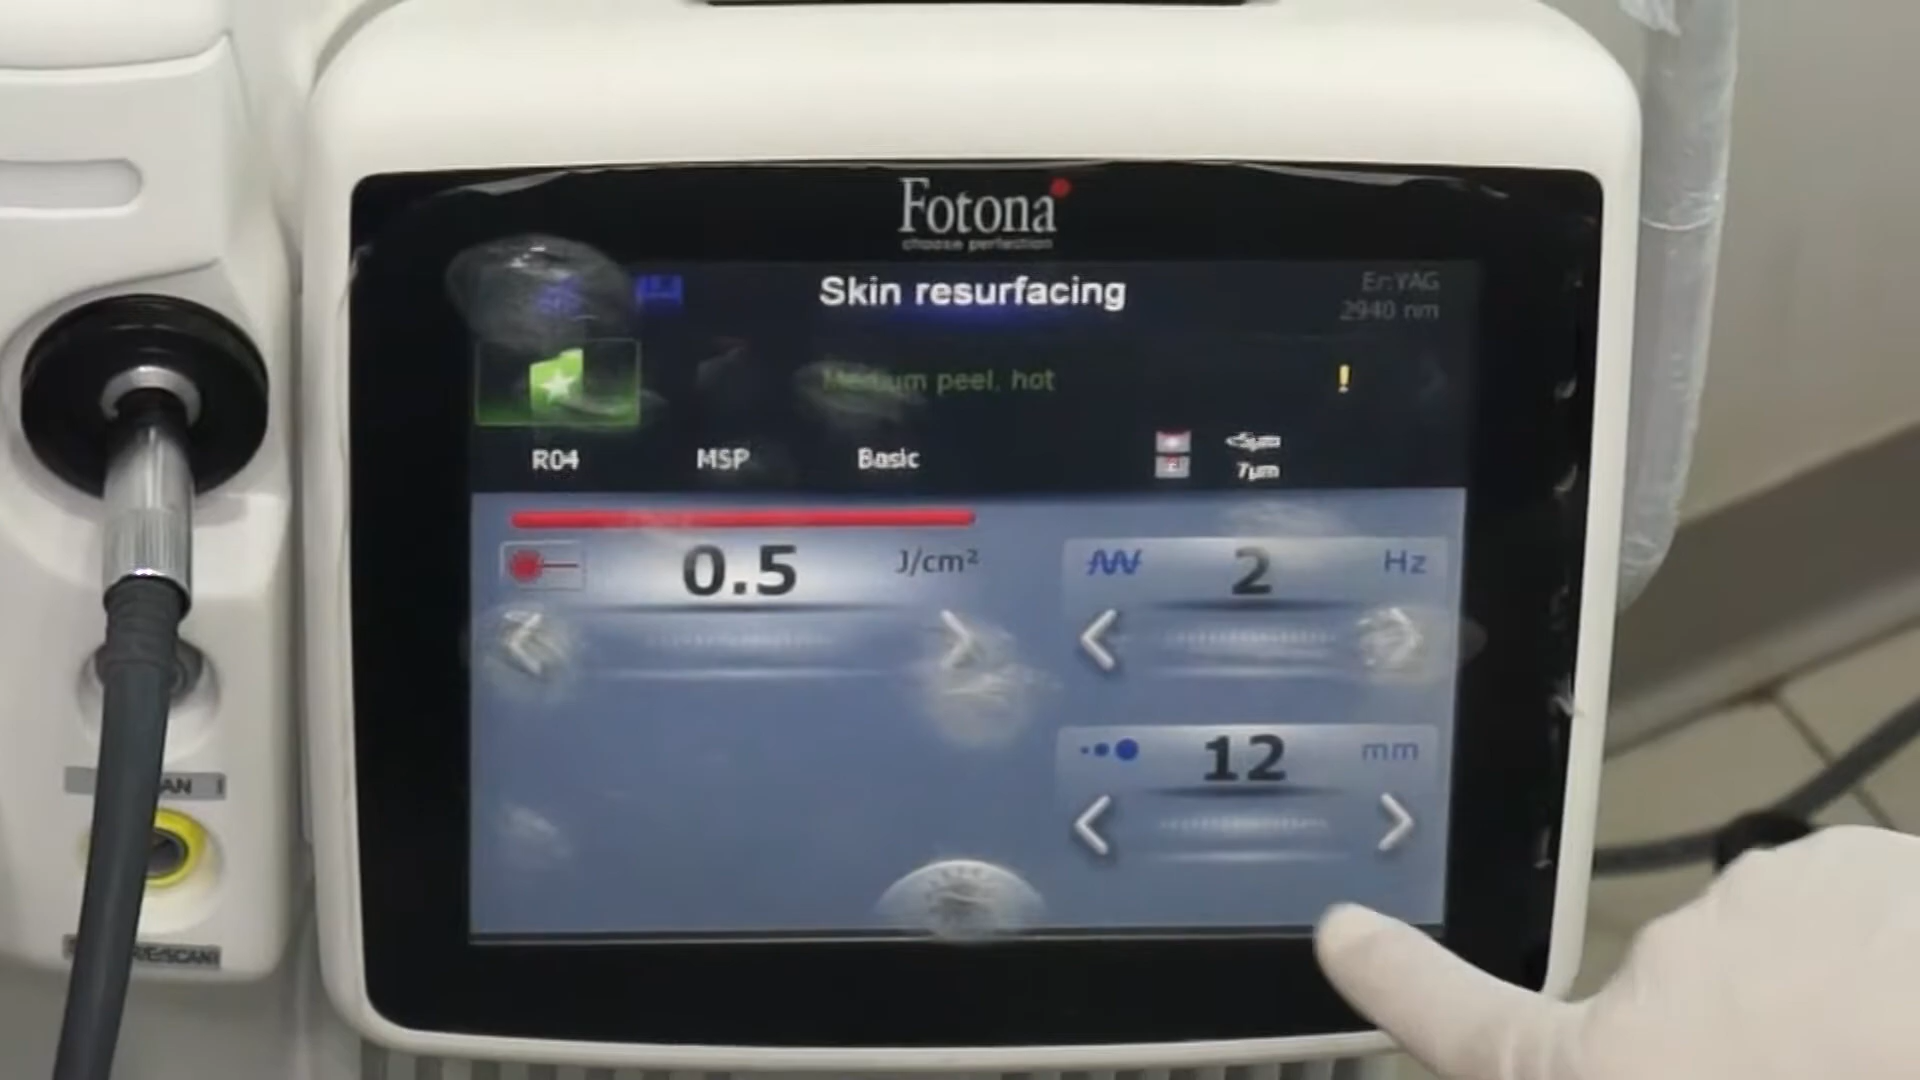 Fotona
choose perfection
Skin resurfacing
Er:YAG
2940 nm
Medium peel, hot
!
R04
MSP
Basic
7µm
0.5
J/cm²
2
Hz
12
mm